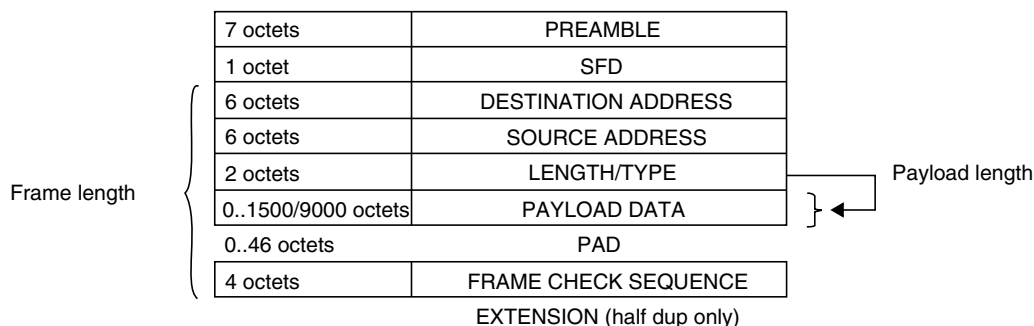 7 octets PREAMBLE
1 octet SFD
6 octets DESTINATION ADDRESS
6 octets SOURCE ADDRESS
2 octets LENGTH/TYPE
Payload length
Frame length
0..1500/9000 octets PAYLOAD DATA
0..46 octets PAD
4 octets FRAME CHECK SEQUENCE
EXTENSION (half dup only)